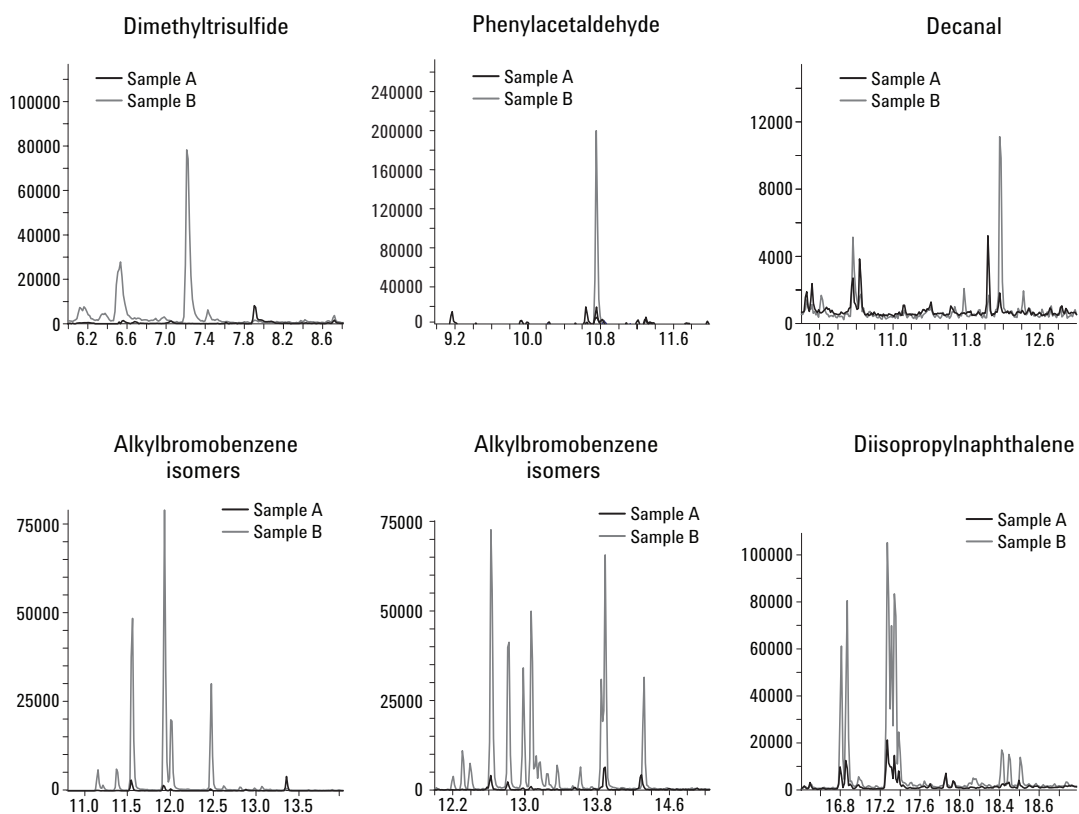 Dimethyltrisulfide
Sample A
Sample B
100000
80000
60000
40000
20000
0
6.2 6.6 7.0 7.4 7.8 8.2 8.6
Phenylacetaldehyde
Sample A
Sample B
240000
200000
160000
120000
80000
40000
0
9.2 10.0 10.8 11.6
Decanal
Sample A
Sample B
12000
8000
4000
0
10.2 11.0 11.8 12.6
Alkylbromobenzene
isomers
Sample A
Sample B
75000
50000
25000
0
11.0 11.5 12.0 12.5 13.0 13.5
Alkylbromobenzene
isomers
Sample A
Sample B
75000
50000
25000
0
12.2 13.0 13.8 14.6
Diisopropylnaphthalene
Sample A
Sample B
100000
80000
60000
40000
20000
0
16.8 17.2 17.6 18.0 18.4 18.6